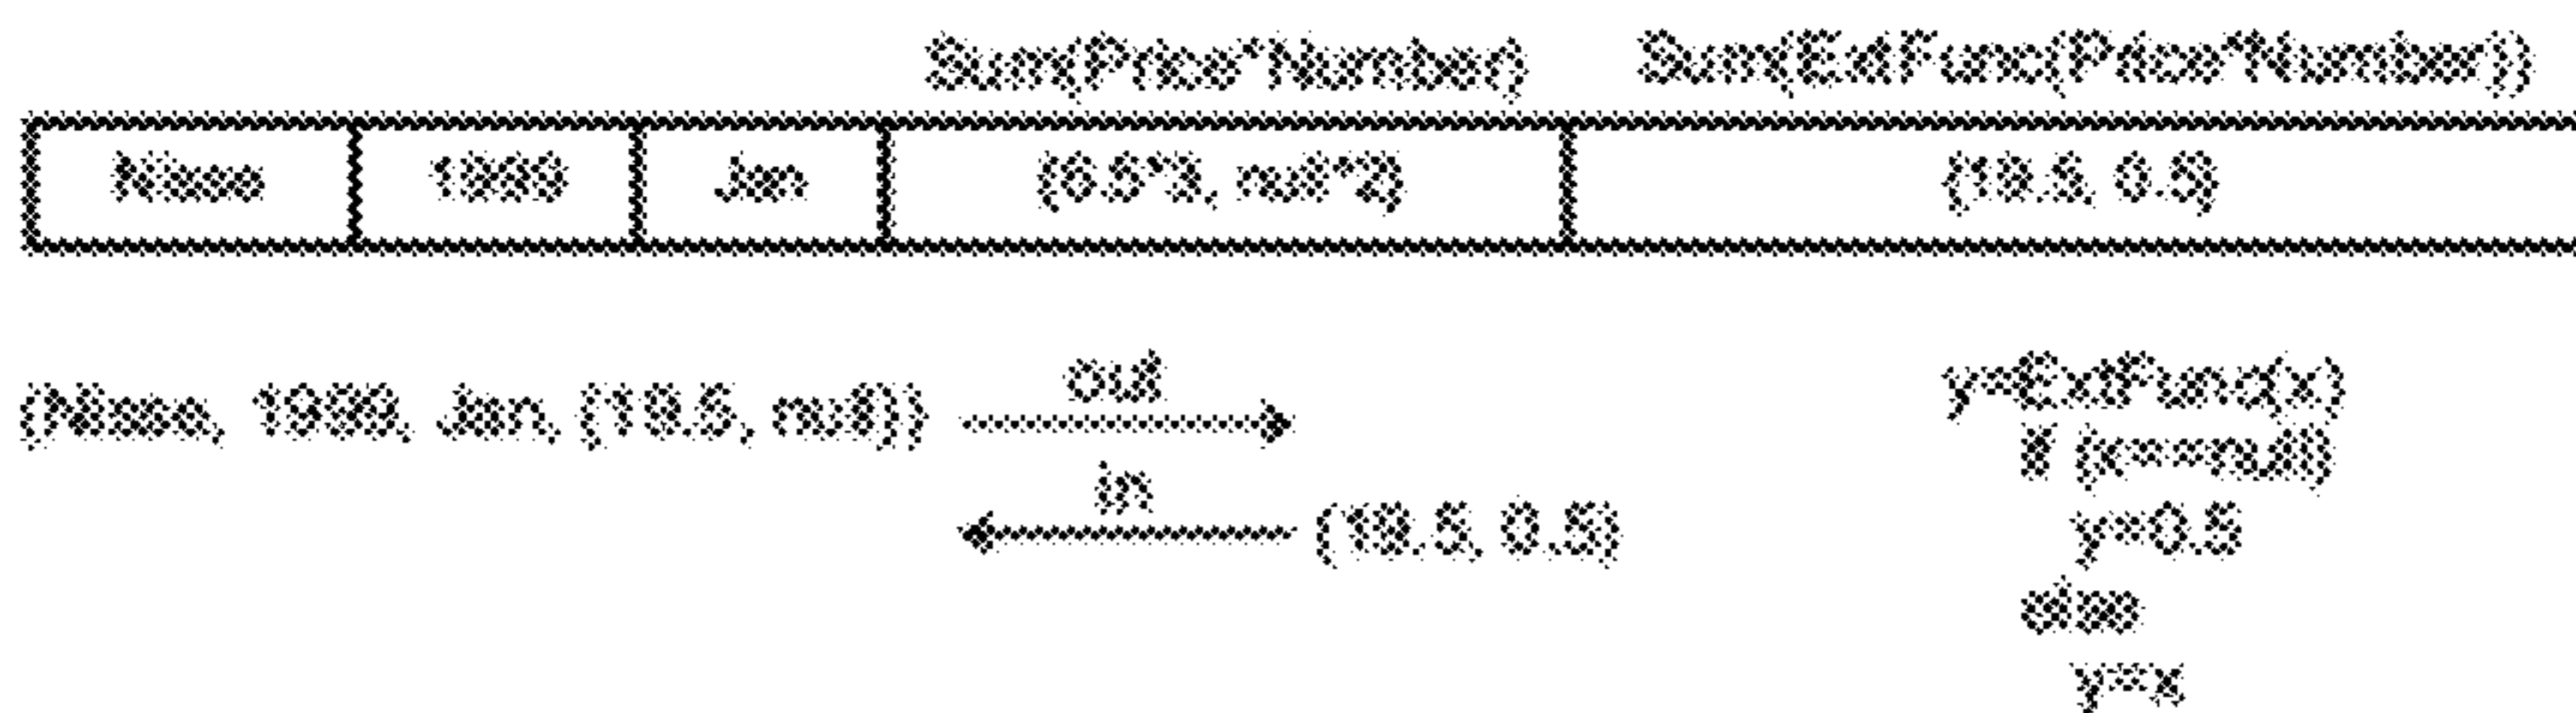 Sum(Price*Number) Sum(ExtFunc(Price*Number))
Nisse 1999 Jan {6.5*3, null*2} {19.5, 0.5}
(Nisse, 1999, Jan, {19.5, null}) out y=ExtFunc(x)
if (x==null)
in
{19.5, 0.5} y=0.5
else
y=x